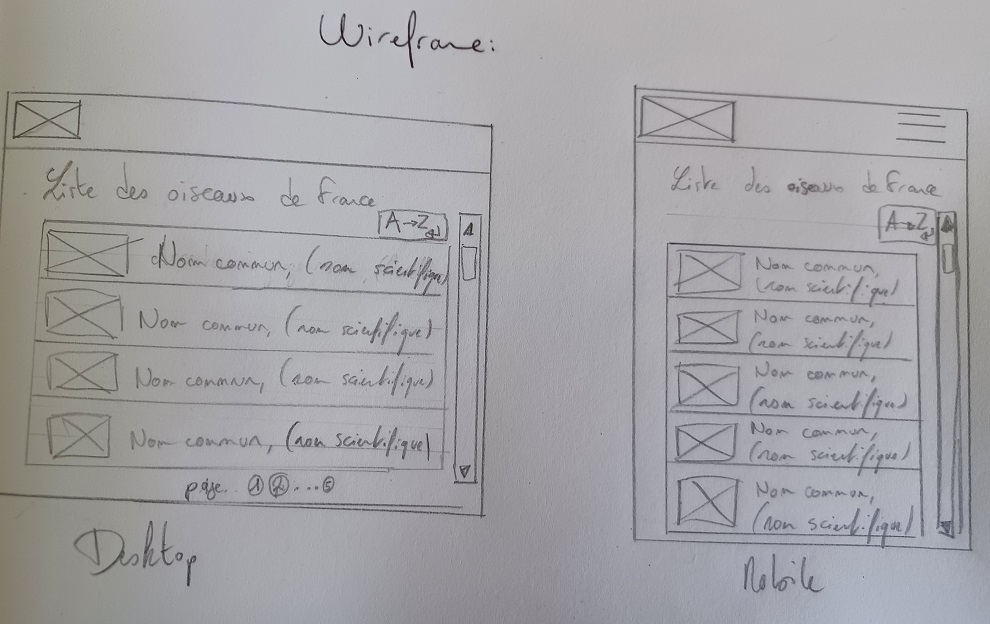 Wireframe:
Liste des oiseaux de France
A→Z
Nom commun, (nom scientifique)
Nom commun, (nom scientifique)
Nom commun, (nom scientifique)
Nom commun, (nom scientifique)
page.. 1 2 ... 5
Desktop
Liste des oiseaux de France
A→Z
Nom commun,
(nom scientifique)
Nom commun,
(nom scientifique)
Nom commun,
(nom scientifique)
Nom commun,
(nom scientifique)
Nom commun,
(nom scientifique)
Mobile